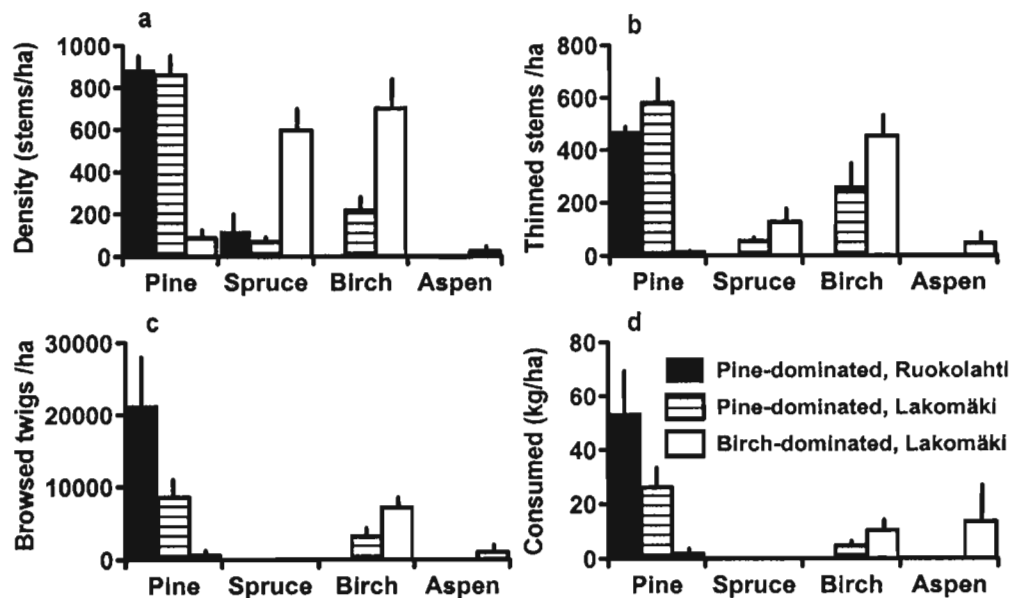 a
Density (stems/ha)
1000
800
600
400
200
0
Pine Spruce Birch Aspen
b
Thinned stems /ha
800
600
400
200
0
Pine Spruce Birch Aspen
c
Browsed twigs /ha
30000
20000
10000
0
Pine Spruce Birch Aspen
d
Consumed (kg/ha)
80
60
40
20
0
Pine-dominated, Ruokolahti
Pine-dominated, Lakomäki
Birch-dominated, Lakomäki
Pine Spruce Birch Aspen